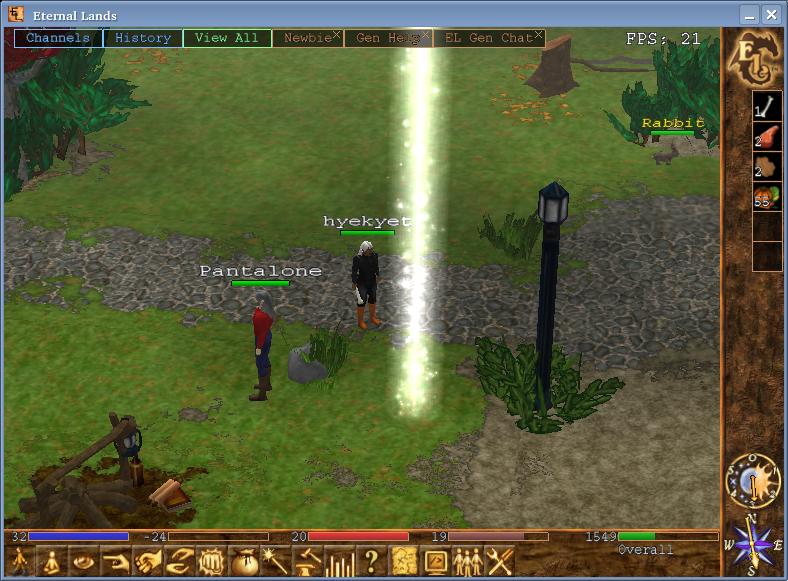 Eternal Lands
Channels History View All Newbie Gen Help EL Gen Chat
FPS: 21
Rabbit
hyekyet
Pantalone
1
2
2
55
32 -24 20 19 1549
Overall
N
W E
S